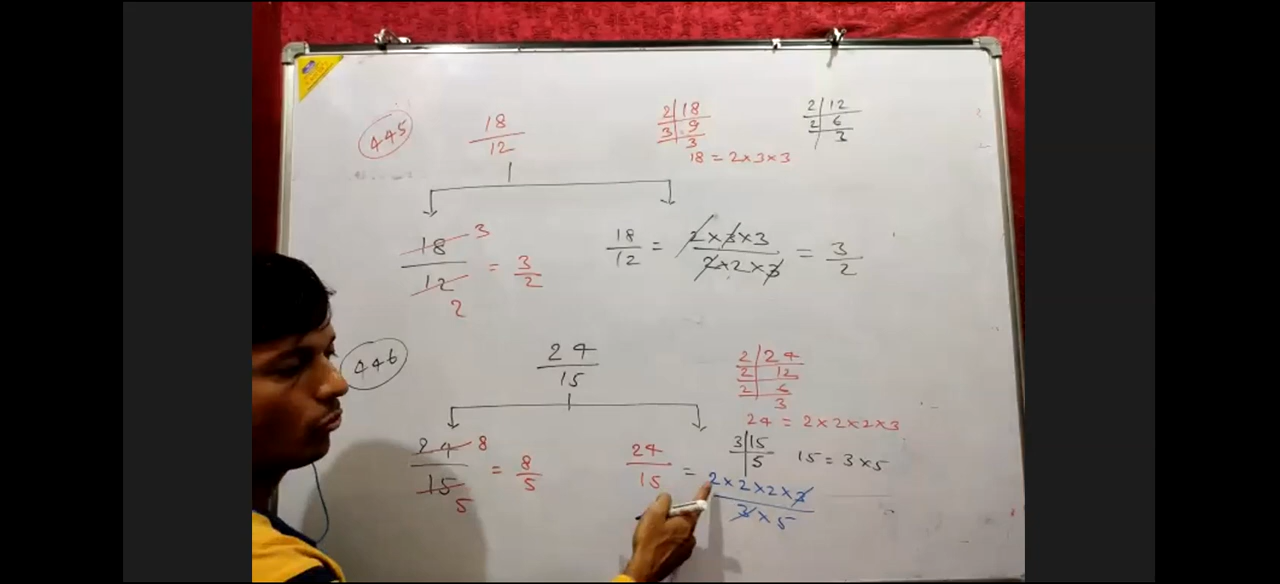 445
18/12
2 | 18
3 | 9
3
18 = 2×3×3
2 | 12
2 | 6
3
18/12 3 2 = 3/2
18/12 = 2×3×3/2×2×3 = 3/2
446
24/15
2 | 24
2 | 12
2 | 6
3
24 = 2×2×2×3
3 | 15
5
15 = 3×5
24/15 8 5 = 8/5
24/15 = 2×2×2×3/3×5